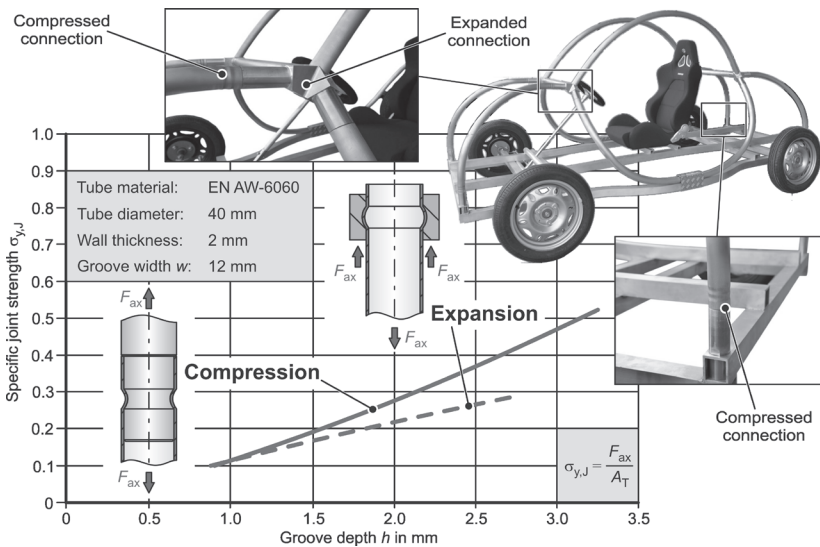 Compressed
connection
Expanded
connection
1.0
0.9
0.8
0.7
0.6
0.5
0.4
0.3
0.2
0.1
0
Specific joint strength σy,J
Tube material: EN AW-6060
Tube diameter: 40 mm
Wall thickness: 2 mm
Groove width w: 12 mm
Fax
Fax
Fax
Fax
Fax
Compression
Expansion
Compressed
connection
σy,J = Fax
AT
0 0.5 1.0 1.5 2.0 2.5 3.0 3.5
Groove depth h in mm